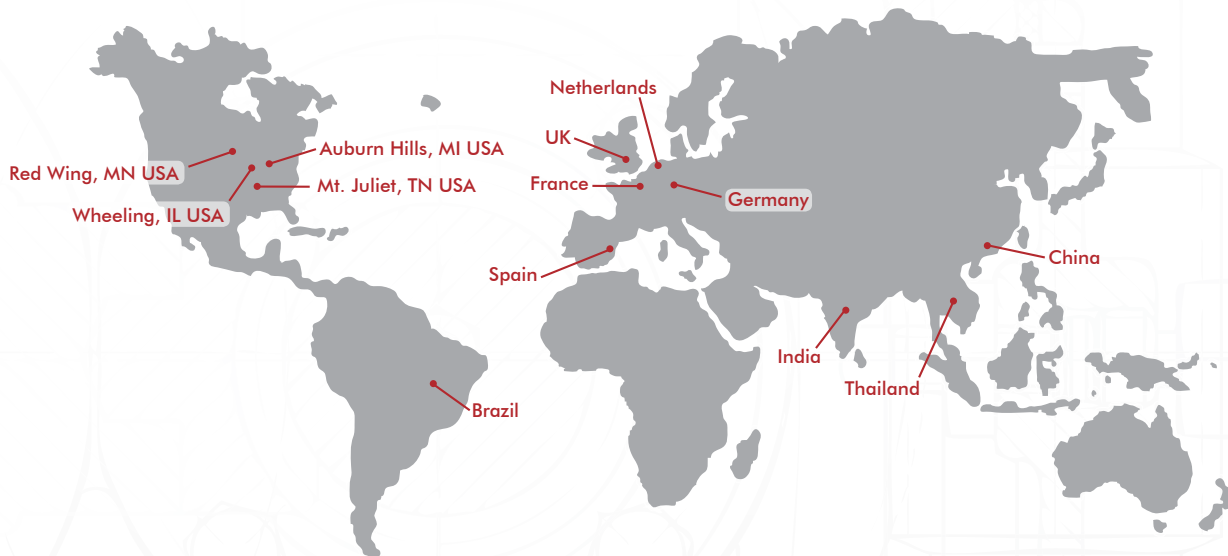 Netherlands
UK
Auburn Hills, MI USA
Red Wing, MN USA
France
Mt. Juliet, TN USA
Germany
Wheeling, IL USA
China
Spain
India
Thailand
Brazil